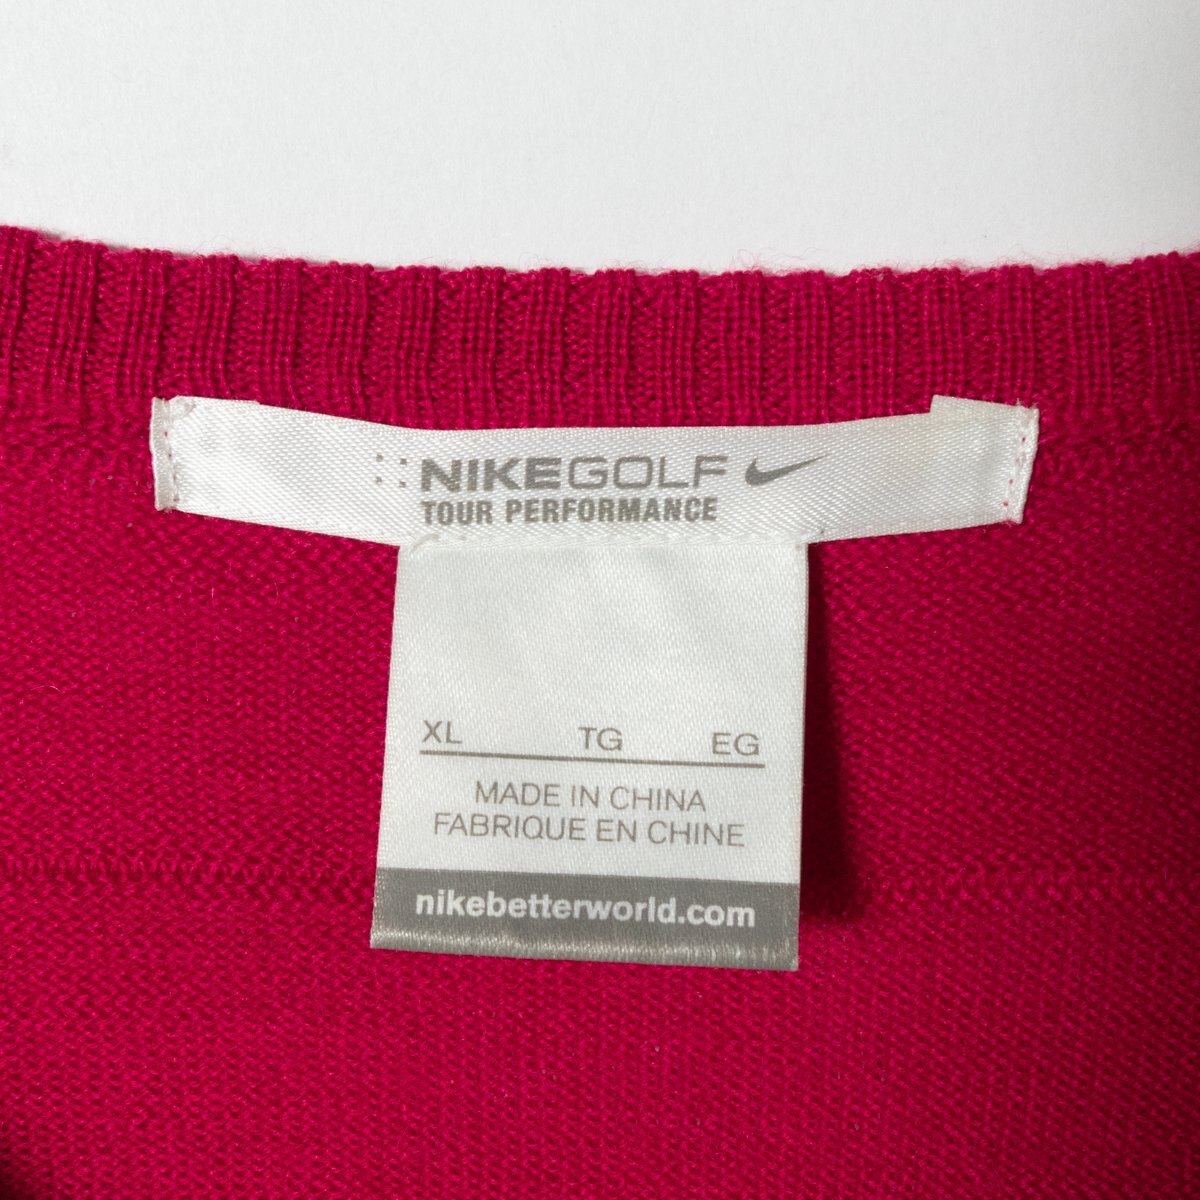 NIKEGOLF
TOUR PERFORMANCE
XL TG EG
MADE IN CHINA
FABRIQUE EN CHINE
nikebetterworld.com